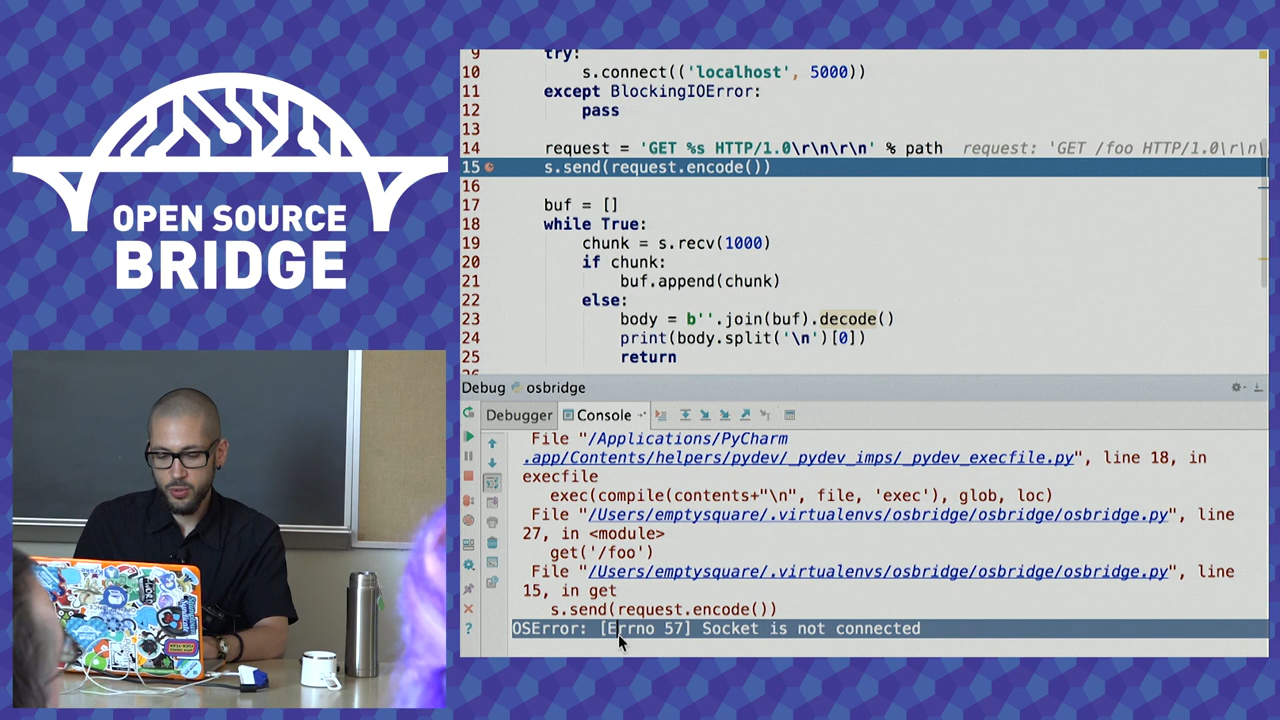 OPEN SOURCE
BRIDGE
9 try:
10 s.connect(('localhost', 5000))
11 except BlockingIOError:
12 pass
13
14 request = 'GET %s HTTP/1.0\r\n\r\n' % path request: 'GET /foo HTTP/1.0\r\n\
15 s.send(request.encode())
16
17 buf = []
18 while True:
19 chunk = s.recv(1000)
20 if chunk:
21 buf.append(chunk)
22 else:
23 body = b''.join(buf).decode()
24 print(body.split('\n')[0])
25 return
Debug osbridge
Debugger Console
File "/Applications/PyCharm
.app/Contents/helpers/pydev/_pydev_imps/_pydev_execfile.py", line 18, in
execfile
exec(compile(contents+"\n", file, 'exec'), glob, loc)
File "/Users/emptysquare/.virtualenvs/osbridge/osbridge/osbridge.py", line
27, in <module>
get('/foo')
File "/Users/emptysquare/.virtualenvs/osbridge/osbridge/osbridge.py", line
15, in get
s.send(request.encode())
OSError: [Errno 57] Socket is not connected